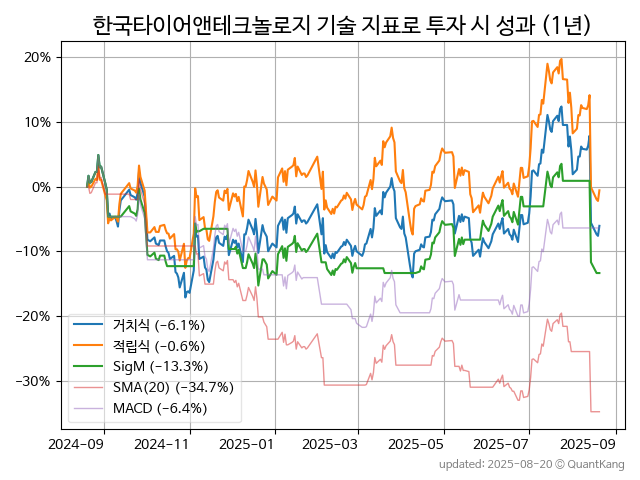 한국타이어앤테크놀로지 기술 지표로 투자 시 성과 (1년)
20%
10%
0%
−10%
−20%
−30%
거치식 (−6.1%)
적립식 (−0.6%)
SigM (−13.3%)
SMA(20) (−34.7%)
MACD (−6.4%)
2024-09
2024-11
2025-01
2025-03
2025-05
2025-07
2025-09
updated: 2025-08-20 © QuantKang